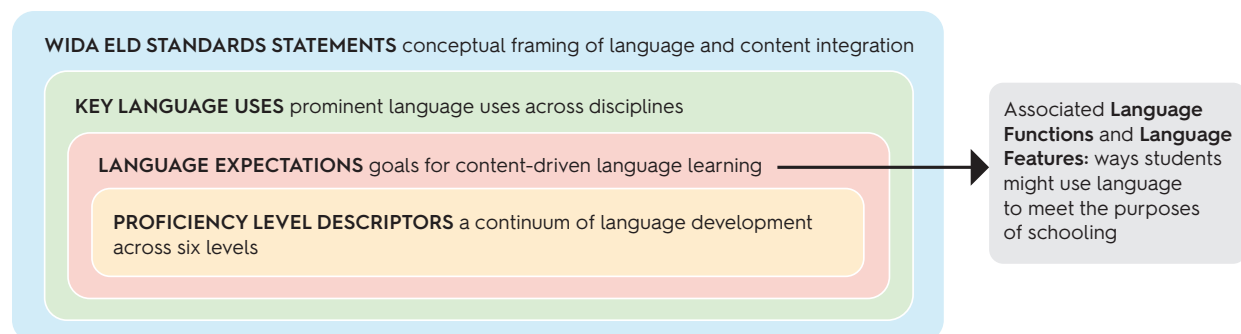 WIDA ELD STANDARDS STATEMENTS conceptual framing of language and content integration
KEY LANGUAGE USES prominent language uses across disciplines
LANGUAGE EXPECTATIONS goals for content-driven language learning
PROFICIENCY LEVEL DESCRIPTORS a continuum of language development
across six levels
Associated Language
Functions and Language
Features: ways students
might use language
to meet the purposes
of schooling